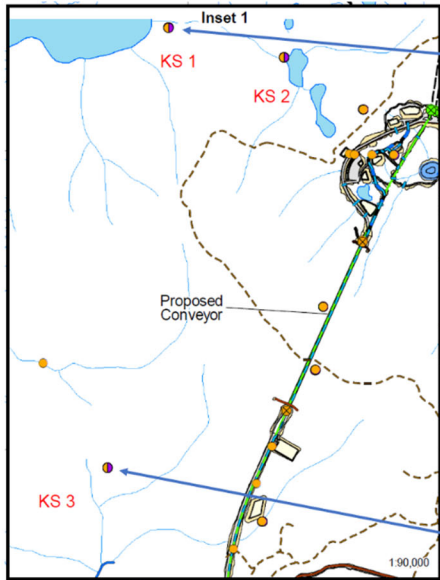 Inset 1
KS 1
KS 2
Proposed
Conveyor
KS 3
1:90,000